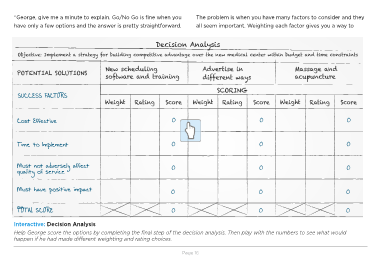 "George, give me a minute to explain. Go/No Go is fine when you
have only a few options and the answer is pretty straightforward.
The problem is when you have many factors to consider and they
all seem important. Weighting each factor gives you a way to
Decision Analysis
Objective: Implement a strategy for building competitive advantage over the new medical center within budget and time constraints
POTENTIAL SOLUTIONS
New scheduling
software and training
Advertise in
different ways
Massage and
acupuncture
SUCCESS FACTORS
SCORING
Weight Rating Score Weight Rating Score Weight Rating Score
Cost Effective 0 0 0
Time to Implement 0 0 0
Must not adversely affect
quality of service 0 0 0
Must have positive impact 0 0 0
TOTAL SCORE 0 0 0
Interactive: Decision Analysis
Help George score the options by completing the final step of the decision analysis. Then play with the numbers to see what would
happen if he had made different weighting and rating choices.
Page 10